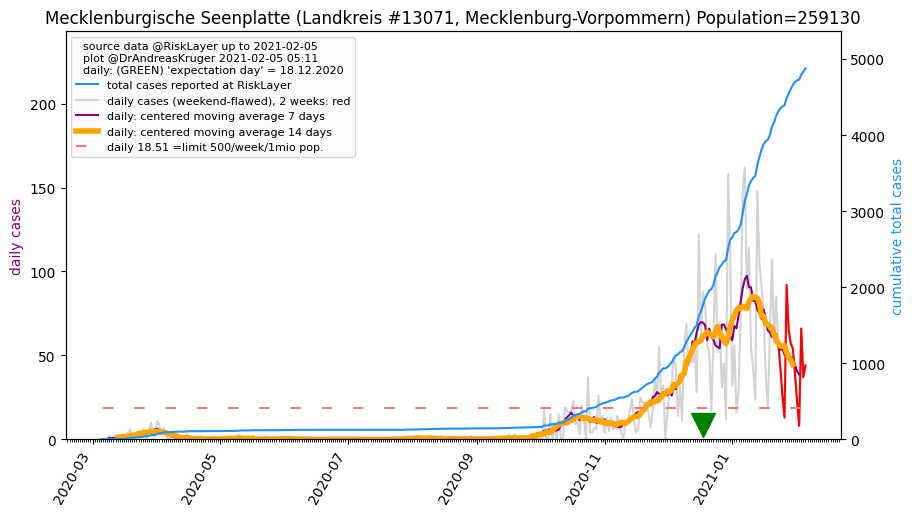 Mecklenburgische Seenplatte (Landkreis #13071, Mecklenburg-Vorpommern) Population=259130
source data @RiskLayer up to 2021-02-05
plot @DrAndreasKruger 2021-02-05 05:11
daily: (GREEN) 'expectation day' = 18.12.2020
total cases reported at RiskLayer
daily cases (weekend-flawed), 2 weeks: red
daily: centered moving average 7 days
daily: centered moving average 14 days
daily 18.51 =limit 500/week/1mio pop.
daily cases
200
150
100
50
0
cumulative total cases
5000
4000
3000
2000
1000
0
2020-03
2020-05
2020-07
2020-09
2020-11
2021-01